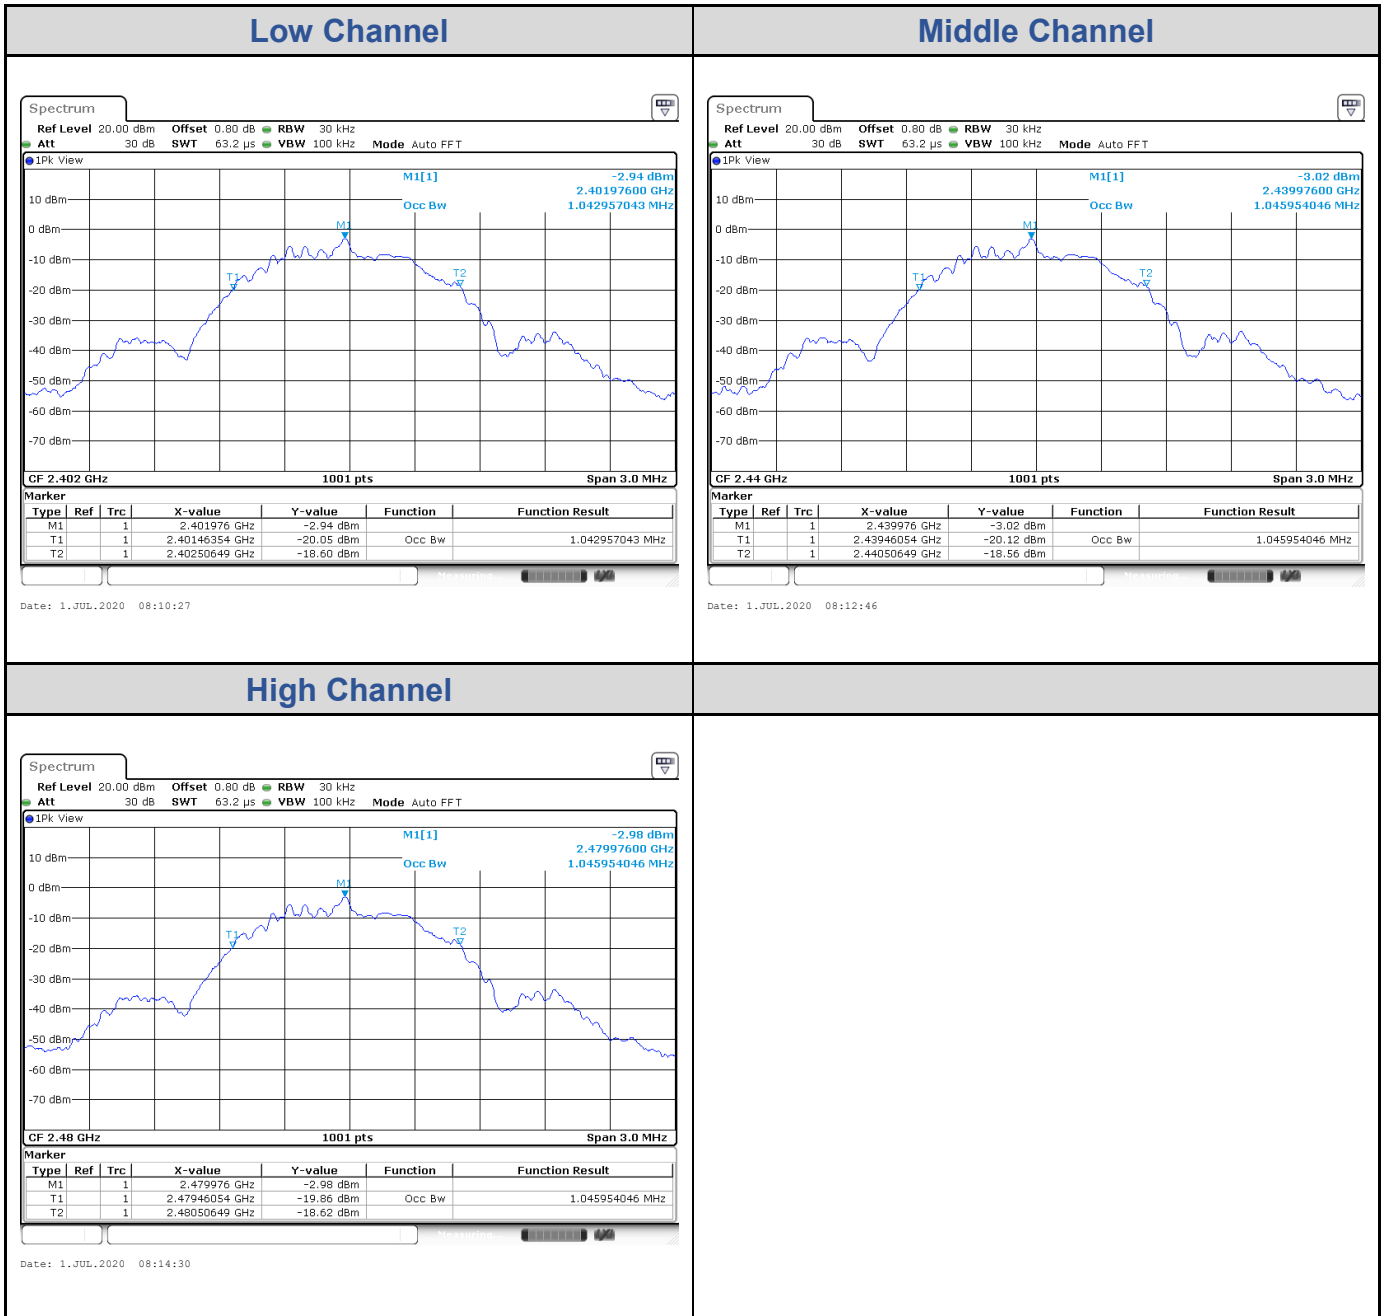 Low Channel
Middle Channel
Spectrum
Ref Level 20.00 dBm Offset 0.80 dB RBW 30 kHz
Att 30 dB SWT 63.2 µs VBW 100 kHz Mode Auto FFT
1Pk View
M1[1] -2.94 dBm
2.40197600 GHz
Occ Bw 1.042957043 MHz
10 dBm
0 dBm
-10 dBm
-20 dBm
-30 dBm
-40 dBm
-50 dBm
-60 dBm
-70 dBm
M1
T1
T2
CF 2.402 GHz 1001 pts Span 3.0 MHz
Marker
Type Ref Trc X-value Y-value Function Function Result
M1 1 2.401976 GHz -2.94 dBm
T1 1 2.40146354 GHz -20.05 dBm Occ Bw 1.042957043 MHz
T2 1 2.40250649 GHz -18.60 dBm
Measuring...
Date: 1.JUL.2020 08:10:27
Spectrum
Ref Level 20.00 dBm Offset 0.80 dB RBW 30 kHz
Att 30 dB SWT 63.2 µs VBW 100 kHz Mode Auto FFT
1Pk View
M1[1] -3.02 dBm
2.43997600 GHz
Occ Bw 1.045954046 MHz
10 dBm
0 dBm
-10 dBm
-20 dBm
-30 dBm
-40 dBm
-50 dBm
-60 dBm
-70 dBm
M1
T1
T2
CF 2.44 GHz 1001 pts Span 3.0 MHz
Marker
Type Ref Trc X-value Y-value Function Function Result
M1 1 2.439976 GHz -3.02 dBm
T1 1 2.43946054 GHz -20.12 dBm Occ Bw 1.045954046 MHz
T2 1 2.44050649 GHz -18.56 dBm
Measuring...
Date: 1.JUL.2020 08:12:46
High Channel
Spectrum
Ref Level 20.00 dBm Offset 0.80 dB RBW 30 kHz
Att 30 dB SWT 63.2 µs VBW 100 kHz Mode Auto FFT
1Pk View
M1[1] -2.98 dBm
2.47997600 GHz
Occ Bw 1.045954046 MHz
10 dBm
0 dBm
-10 dBm
-20 dBm
-30 dBm
-40 dBm
-50 dBm
-60 dBm
-70 dBm
M1
T1
T2
CF 2.48 GHz 1001 pts Span 3.0 MHz
Marker
Type Ref Trc X-value Y-value Function Function Result
M1 1 2.479976 GHz -2.98 dBm
T1 1 2.47946054 GHz -19.86 dBm Occ Bw 1.045954046 MHz
T2 1 2.48050649 GHz -18.62 dBm
Measuring...
Date: 1.JUL.2020 08:14:30